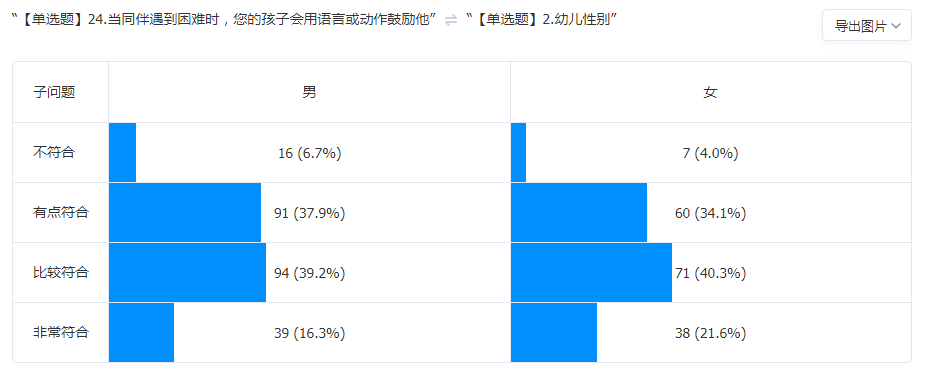 “【单选题】24.当同伴遇到困难时，您的孩子会用语言或动作鼓励他” ⇌ “【单选题】2.幼儿性别”
导出图片
子问题 男 女
不符合 16 (6.7%) 7 (4.0%)
有点符合 91 (37.9%) 60 (34.1%)
比较符合 94 (39.2%) 71 (40.3%)
非常符合 39 (16.3%) 38 (21.6%)